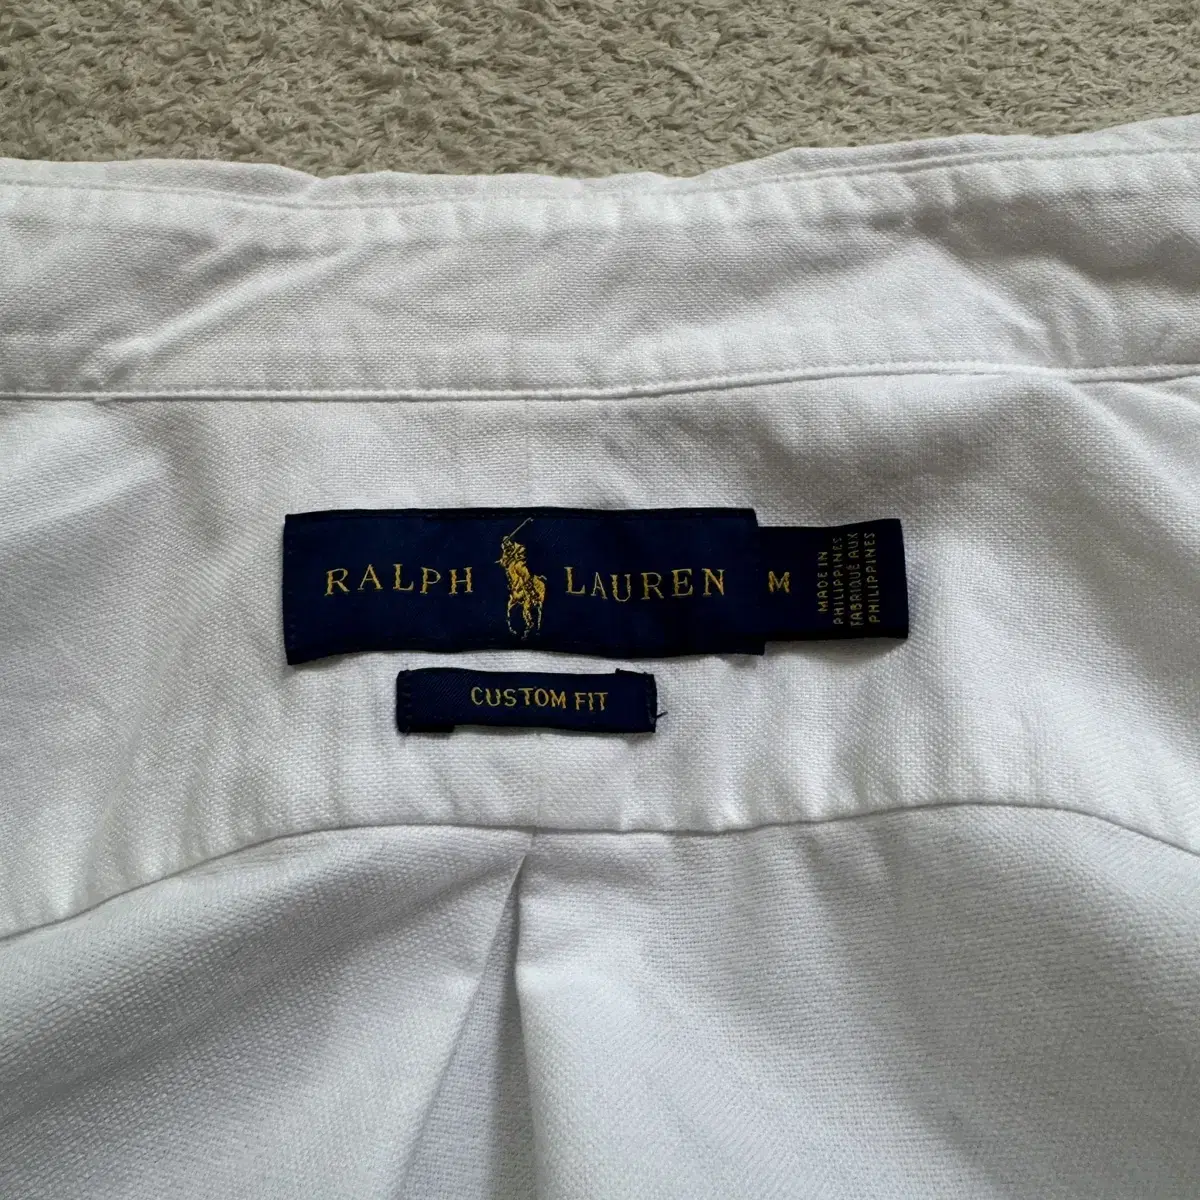 RALPH LAUREN
M
MADE IN
PHILIPPINES
FABRIQUÉ AUX
PHILIPPINES
CUSTOM FIT